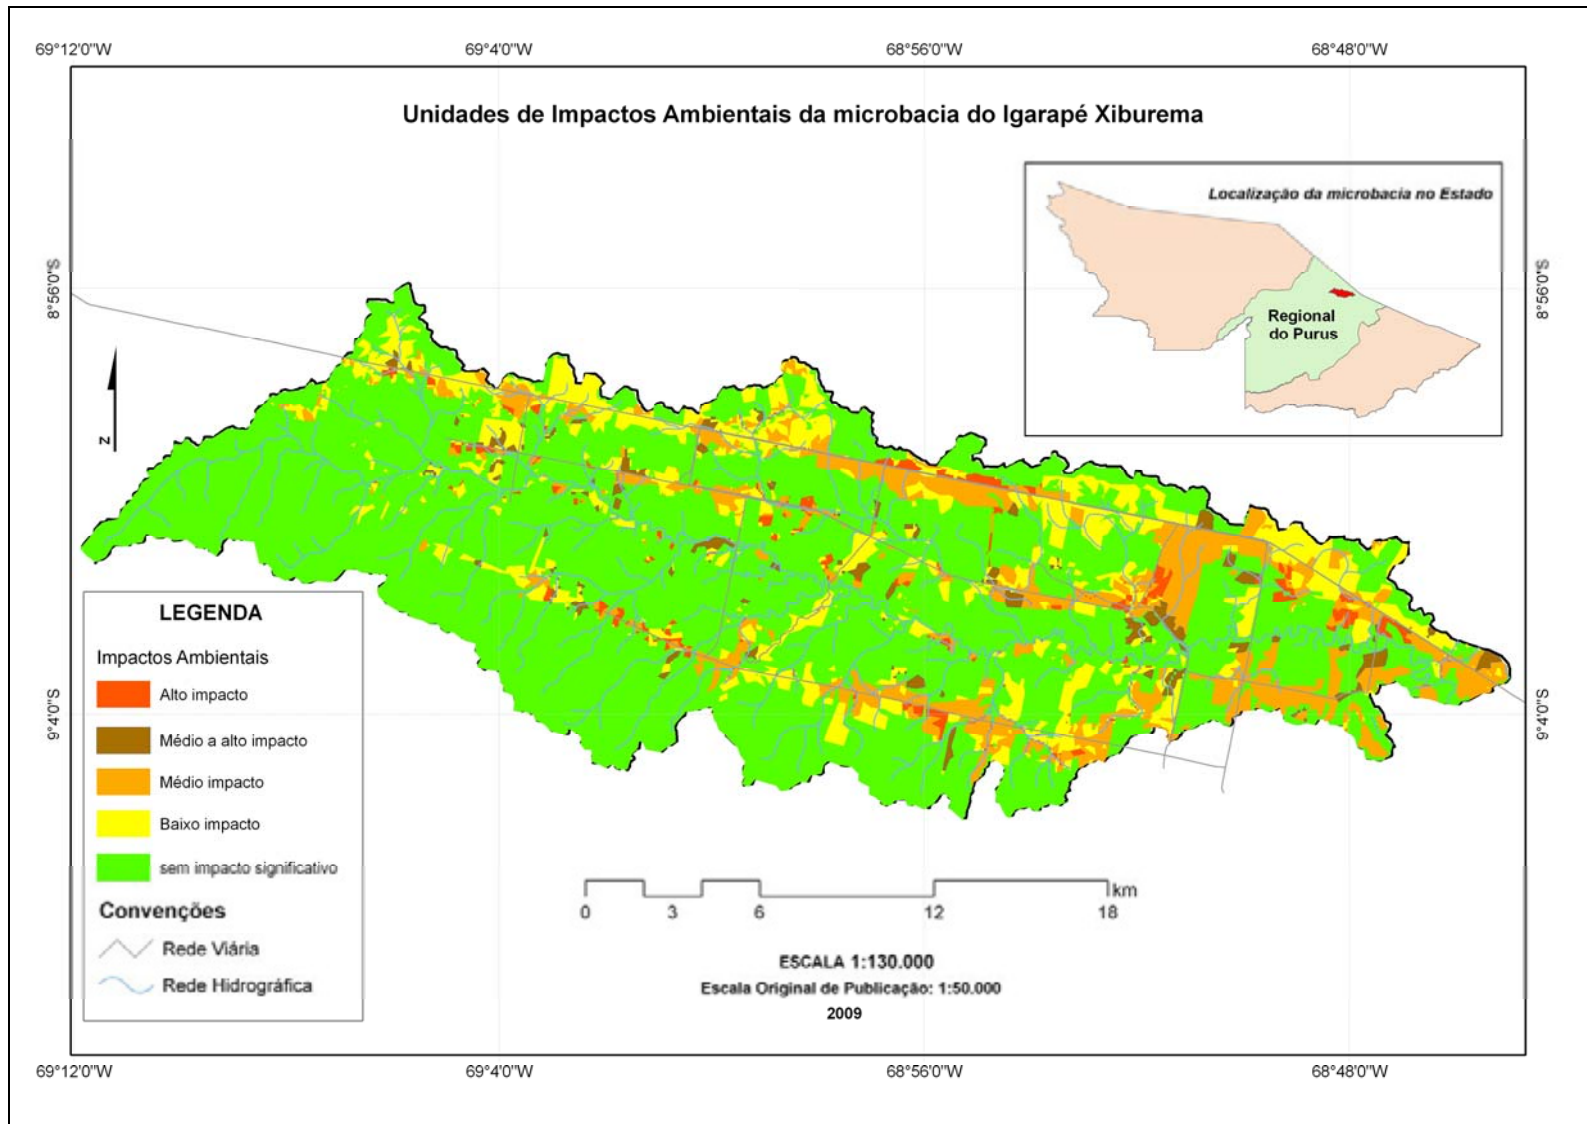 69°12'0"W
69°4'0"W
68°56'0"W
68°48'0"W
Unidades de Impactos Ambientais da microbacia do Igarapé Xiburema
Localização da microbacia no Estado
Regional
do Purus
8°56'0"S
8°56'0"S
N
LEGENDA
Impactos Ambientais
Alto impacto
Médio a alto impacto
Médio impacto
Baixo impacto
sem impacto significativo
Convenções
Rede Viária
Rede Hidrográfica
9°4'0"S
9°4'0"S
0 3 6 12 18 km
ESCALA 1:130.000
Escala Original de Publicação: 1:50.000
2009
69°12'0"W
69°4'0"W
68°56'0"W
68°48'0"W